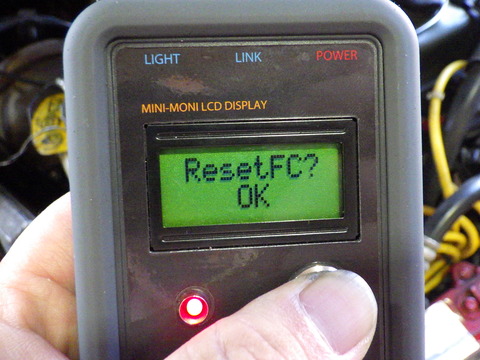 LIGHT LINK POWER
MINI-MONI LCD DISPLAY
ResetFC?
OK